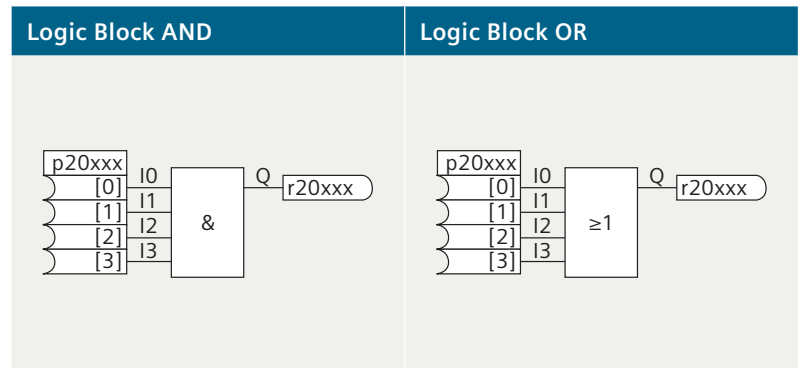 Logic Block AND
Logic Block OR
p20xxx
[0] I0
[1] I1
[2] I2
[3] I3
&
Q
r20xxx
p20xxx
[0] I0
[1] I1
[2] I2
[3] I3
≥1
Q
r20xxx